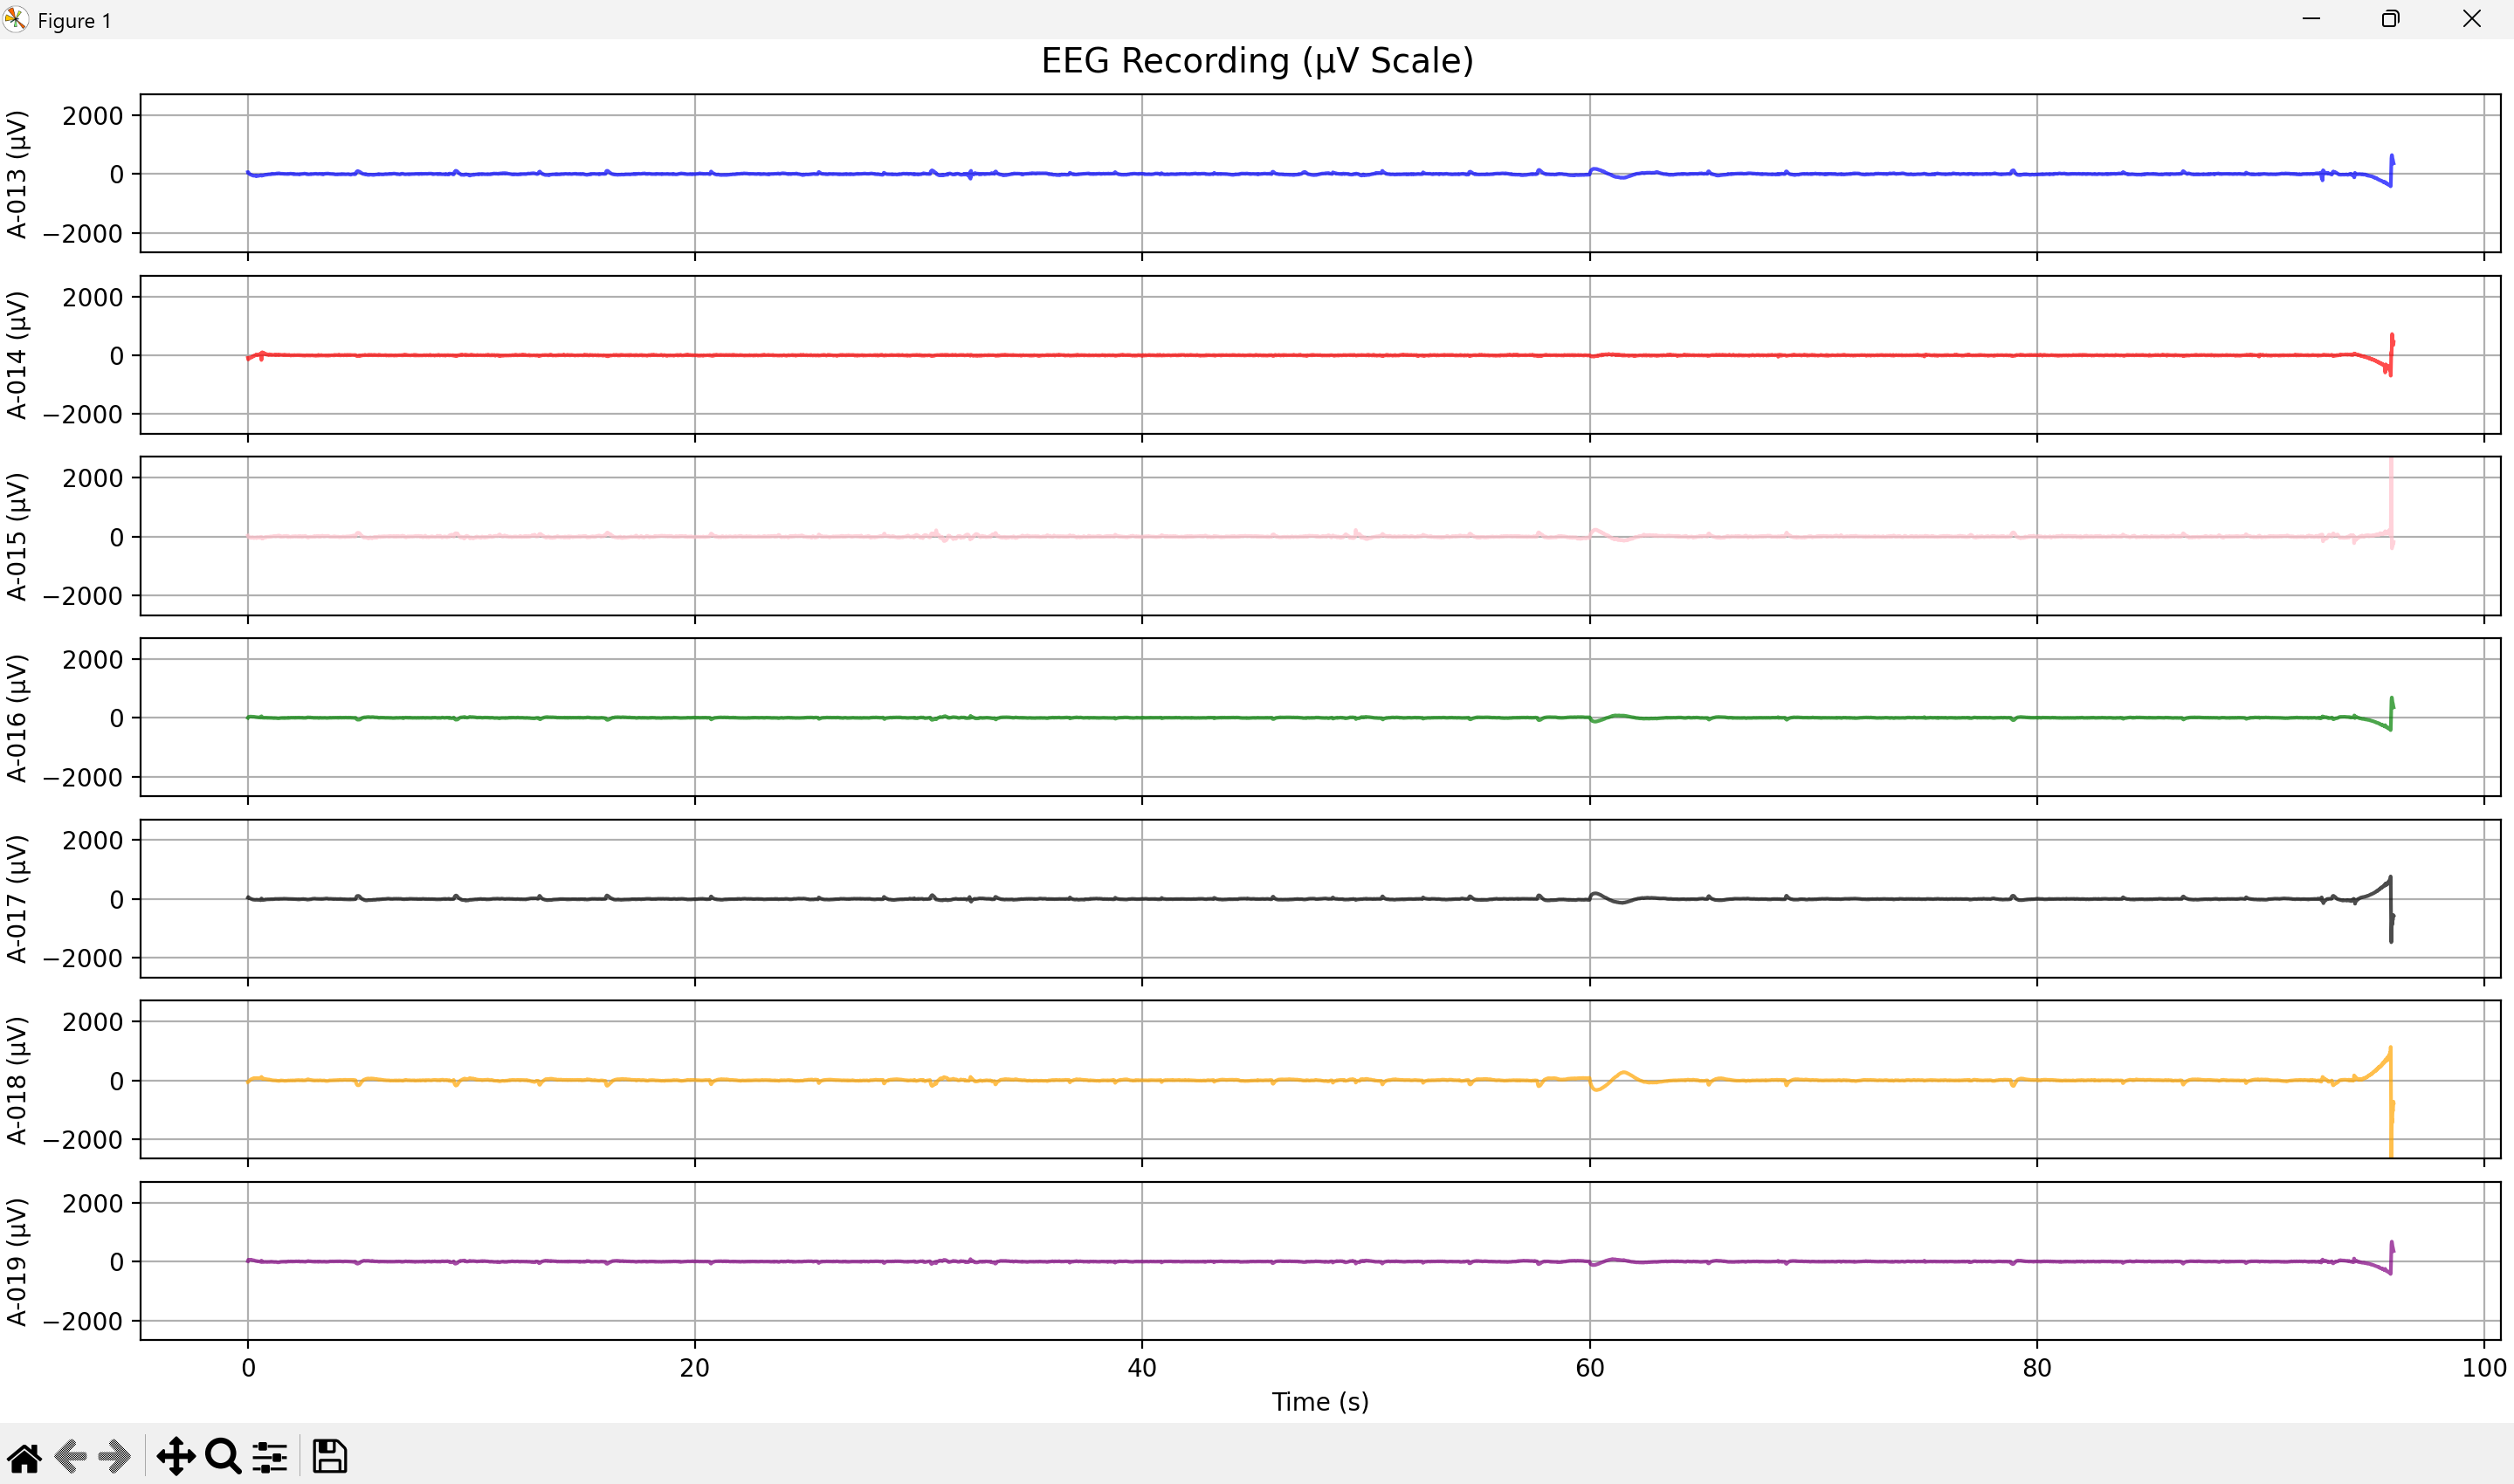 Figure 1
EEG Recording (µV Scale)
A-013 (µV)
2000
0
−2000
A-014 (µV)
2000
0
−2000
A-015 (µV)
2000
0
−2000
A-016 (µV)
2000
0
−2000
A-017 (µV)
2000
0
−2000
A-018 (µV)
2000
0
−2000
A-019 (µV)
2000
0
−2000
0 20 40 60 80 100
Time (s)